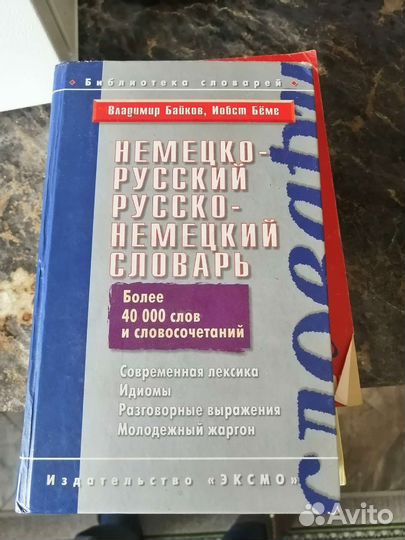 Библиотека словарей
Владимир Байков, Иобст Бёме
НЕМЕЦКО-
РУССКИЙ
РУССКО-
НЕМЕЦКИЙ
СЛОВАРЬ
Более
40 000 слов
и словосочетаний
Современная лексика
Идиомы
Разговорные выражения
Молодежный жаргон
Издательство «ЭКСМО»
Словари
Avito